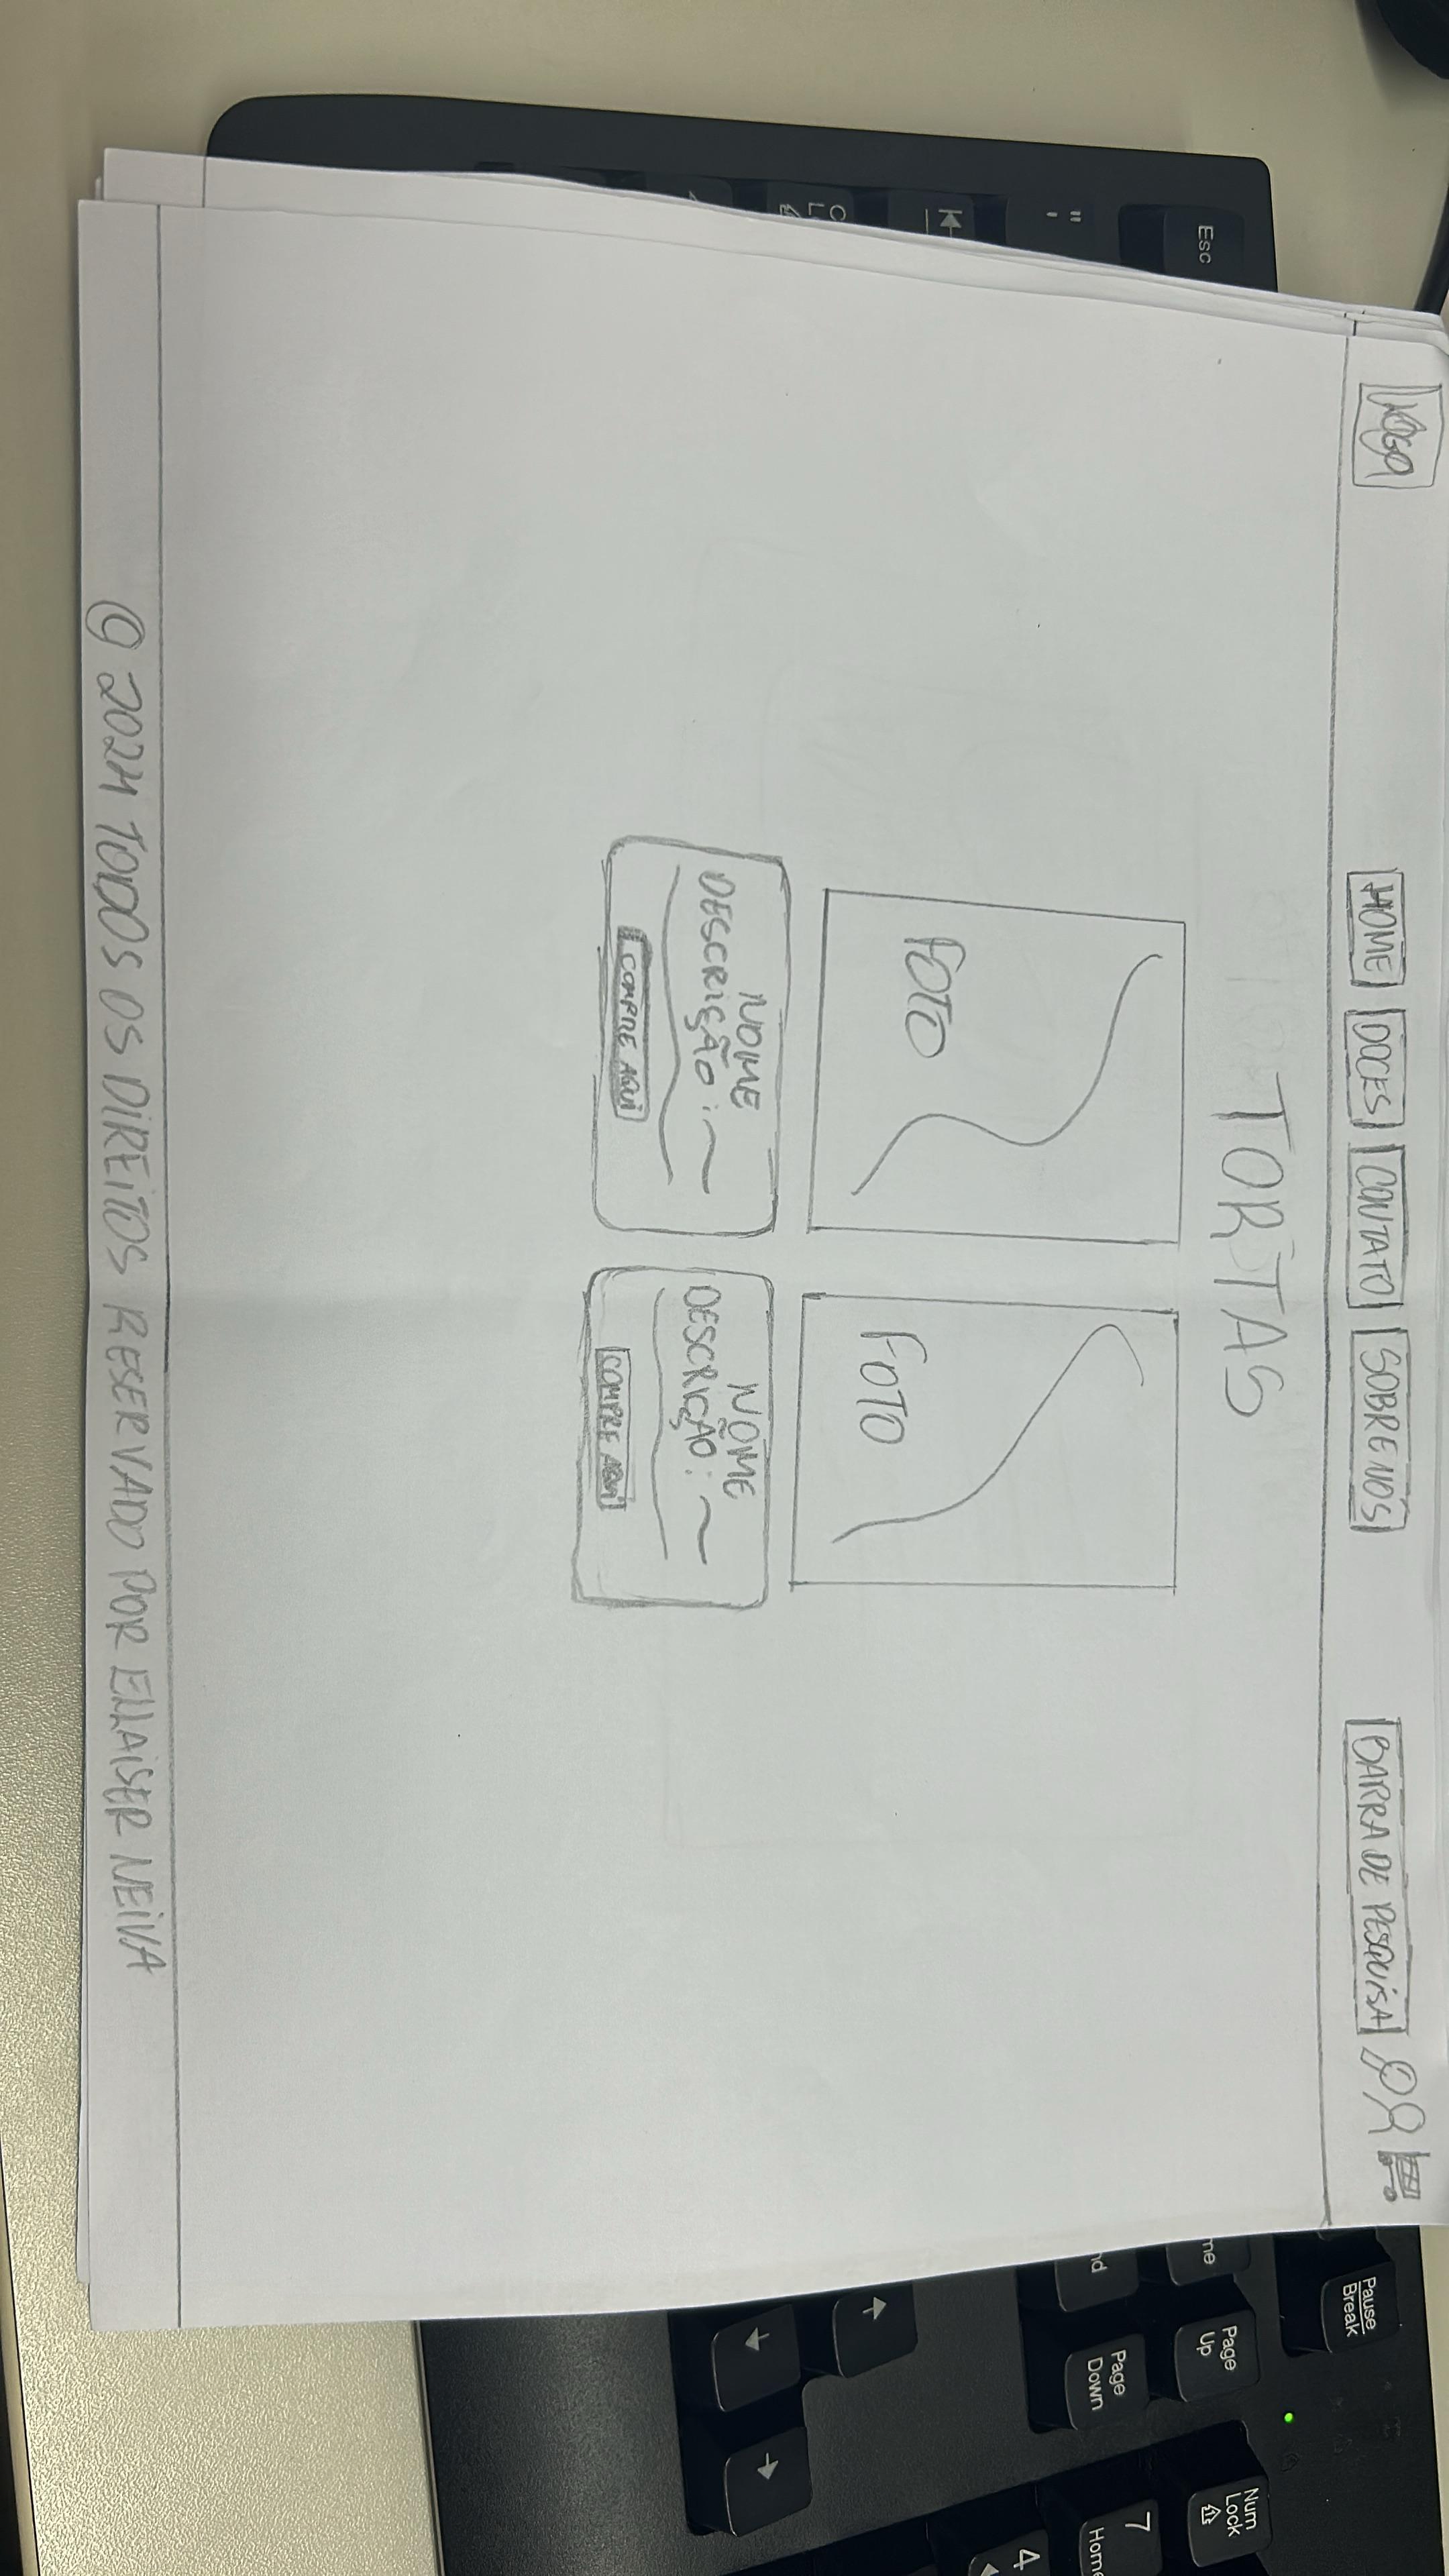 LOGO
HOME DOCES CONTATO SOBRE NÓS BARRA DE PESQUISA
TORTAS
FOTO FOTO
NOME NOME
DESCRIÇÃO: DESCRIÇÃO:
COMPRE AQUI COMPRE AQUI
@ 2024 TODOS OS DIREITOS RESERVADO POR ELLAISER NEIVA
Esc
Pause
Break
Page
Up
Page
Down
Num
Lock
7
Home
4